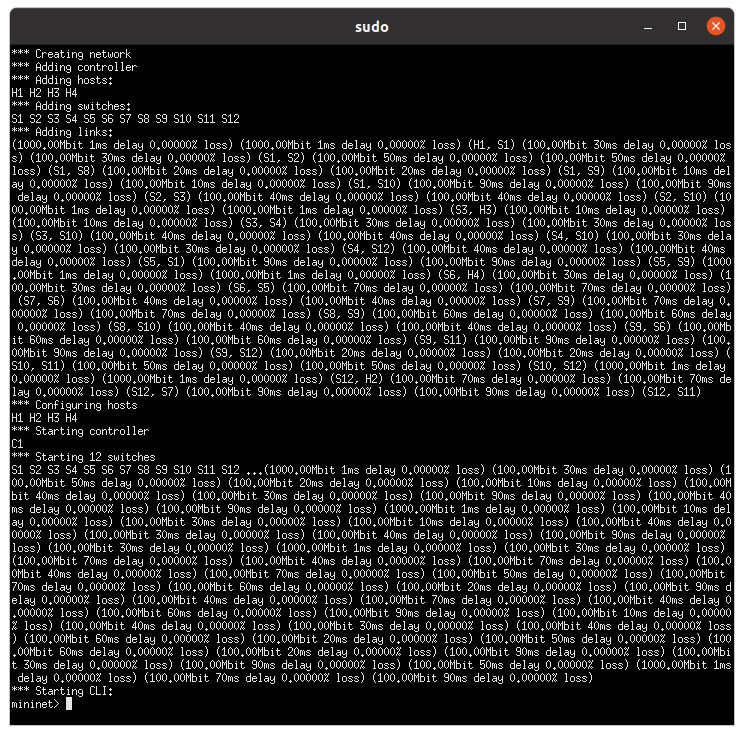 sudo
*** Creating network
*** Adding controller
*** Adding hosts:
H1 H2 H3 H4
*** Adding switches:
S1 S2 S3 S4 S5 S6 S7 S8 S9 S10 S11 S12
*** Adding links:
(1000.00Mbit 1ms delay 0.00000% loss) (1000.00Mbit 1ms delay 0.00000% loss) (H1, S1) (100.00Mbit 30ms delay 0.00000% los
s) (100.00Mbit 30ms delay 0.00000% loss) (S1, S2) (100.00Mbit 50ms delay 0.00000% loss) (100.00Mbit 50ms delay 0.00000% 
loss) (S1, S8) (100.00Mbit 20ms delay 0.00000% loss) (100.00Mbit 20ms delay 0.00000% loss) (S1, S9) (100.00Mbit 10ms del
ay 0.00000% loss) (100.00Mbit 10ms delay 0.00000% loss) (S1, S10) (100.00Mbit 90ms delay 0.00000% loss) (100.00Mbit 90ms
 delay 0.00000% loss) (S2, S3) (100.00Mbit 40ms delay 0.00000% loss) (100.00Mbit 40ms delay 0.00000% loss) (S2, S10) (10
00.00Mbit 1ms delay 0.00000% loss) (1000.00Mbit 1ms delay 0.00000% loss) (S3, H3) (100.00Mbit 10ms delay 0.00000% loss) 
(100.00Mbit 10ms delay 0.00000% loss) (S3, S4) (100.00Mbit 30ms delay 0.00000% loss) (100.00Mbit 30ms delay 0.00000% los
s) (S3, S10) (100.00Mbit 40ms delay 0.00000% loss) (100.00Mbit 40ms delay 0.00000% loss) (S4, S10) (100.00Mbit 30ms dela
y 0.00000% loss) (100.00Mbit 30ms delay 0.00000% loss) (S4, S12) (100.00Mbit 40ms delay 0.00000% loss) (100.00Mbit 40ms 
delay 0.00000% loss) (S5, S1) (100.00Mbit 90ms delay 0.00000% loss) (100.00Mbit 90ms delay 0.00000% loss) (S5, S9) (1000
.00Mbit 1ms delay 0.00000% loss) (1000.00Mbit 1ms delay 0.00000% loss) (S6, H4) (100.00Mbit 30ms delay 0.00000% loss) (1
00.00Mbit 30ms delay 0.00000% loss) (S6, S5) (100.00Mbit 70ms delay 0.00000% loss) (100.00Mbit 70ms delay 0.00000% loss)
 (S7, S6) (100.00Mbit 40ms delay 0.00000% loss) (100.00Mbit 40ms delay 0.00000% loss) (S7, S9) (100.00Mbit 70ms delay 0.
00000% loss) (100.00Mbit 70ms delay 0.00000% loss) (S8, S9) (100.00Mbit 60ms delay 0.00000% loss) (100.00Mbit 60ms delay
 0.00000% loss) (S8, S10) (100.00Mbit 40ms delay 0.00000% loss) (100.00Mbit 40ms delay 0.00000% loss) (S9, S6) (100.00Mb
it 60ms delay 0.00000% loss) (100.00Mbit 60ms delay 0.00000% loss) (S9, S11) (100.00Mbit 90ms delay 0.00000% loss) (100.
00Mbit 90ms delay 0.00000% loss) (S9, S12) (100.00Mbit 20ms delay 0.00000% loss) (100.00Mbit 20ms delay 0.00000% loss) (
S10, S11) (100.00Mbit 50ms delay 0.00000% loss) (100.00Mbit 50ms delay 0.00000% loss) (S10, S12) (1000.00Mbit 1ms delay 
0.00000% loss) (1000.00Mbit 1ms delay 0.00000% loss) (S12, H2) (100.00Mbit 70ms delay 0.00000% loss) (100.00Mbit 70ms de
lay 0.00000% loss) (S12, S7) (100.00Mbit 90ms delay 0.00000% loss) (100.00Mbit 90ms delay 0.00000% loss) (S12, S11)
*** Configuring hosts
H1 H2 H3 H4
*** Starting controller
C1
*** Starting 12 switches
S1 S2 S3 S4 S5 S6 S7 S8 S9 S10 S11 S12 ...(1000.00Mbit 1ms delay 0.00000% loss) (100.00Mbit 30ms delay 0.00000% loss) (1
00.00Mbit 50ms delay 0.00000% loss) (100.00Mbit 20ms delay 0.00000% loss) (100.00Mbit 10ms delay 0.00000% loss) (100.00M
bit 40ms delay 0.00000% loss) (100.00Mbit 30ms delay 0.00000% loss) (100.00Mbit 90ms delay 0.00000% loss) (100.00Mbit 40
ms delay 0.00000% loss) (100.00Mbit 90ms delay 0.00000% loss) (1000.00Mbit 1ms delay 0.00000% loss) (100.00Mbit 10ms del
ay 0.00000% loss) (100.00Mbit 30ms delay 0.00000% loss) (100.00Mbit 10ms delay 0.00000% loss) (100.00Mbit 40ms delay 0.0
0000% loss) (100.00Mbit 30ms delay 0.00000% loss) (100.00Mbit 40ms delay 0.00000% loss) (100.00Mbit 90ms delay 0.00000% 
loss) (100.00Mbit 30ms delay 0.00000% loss) (1000.00Mbit 1ms delay 0.00000% loss) (100.00Mbit 30ms delay 0.00000% loss) 
(100.00Mbit 70ms delay 0.00000% loss) (100.00Mbit 40ms delay 0.00000% loss) (100.00Mbit 70ms delay 0.00000% loss) (100.0
0Mbit 40ms delay 0.00000% loss) (100.00Mbit 70ms delay 0.00000% loss) (100.00Mbit 50ms delay 0.00000% loss) (100.00Mbit 
70ms delay 0.00000% loss) (100.00Mbit 60ms delay 0.00000% loss) (100.00Mbit 20ms delay 0.00000% loss) (100.00Mbit 90ms d
elay 0.00000% loss) (100.00Mbit 40ms delay 0.00000% loss) (100.00Mbit 70ms delay 0.00000% loss) (100.00Mbit 40ms delay 0
.00000% loss) (100.00Mbit 60ms delay 0.00000% loss) (100.00Mbit 90ms delay 0.00000% loss) (100.00Mbit 10ms delay 0.00000
% loss) (100.00Mbit 40ms delay 0.00000% loss) (100.00Mbit 30ms delay 0.00000% loss) (100.00Mbit 40ms delay 0.00000% loss
) (100.00Mbit 60ms delay 0.00000% loss) (100.00Mbit 20ms delay 0.00000% loss) (100.00Mbit 50ms delay 0.00000% loss) (100
.00Mbit 60ms delay 0.00000% loss) (100.00Mbit 20ms delay 0.00000% loss) (100.00Mbit 90ms delay 0.00000% loss) (100.00Mbi
t 30ms delay 0.00000% loss) (100.00Mbit 90ms delay 0.00000% loss) (100.00Mbit 50ms delay 0.00000% loss) (1000.00Mbit 1ms
 delay 0.00000% loss) (100.00Mbit 70ms delay 0.00000% loss) (100.00Mbit 90ms delay 0.00000% loss)
*** Starting CLI:
mininet>